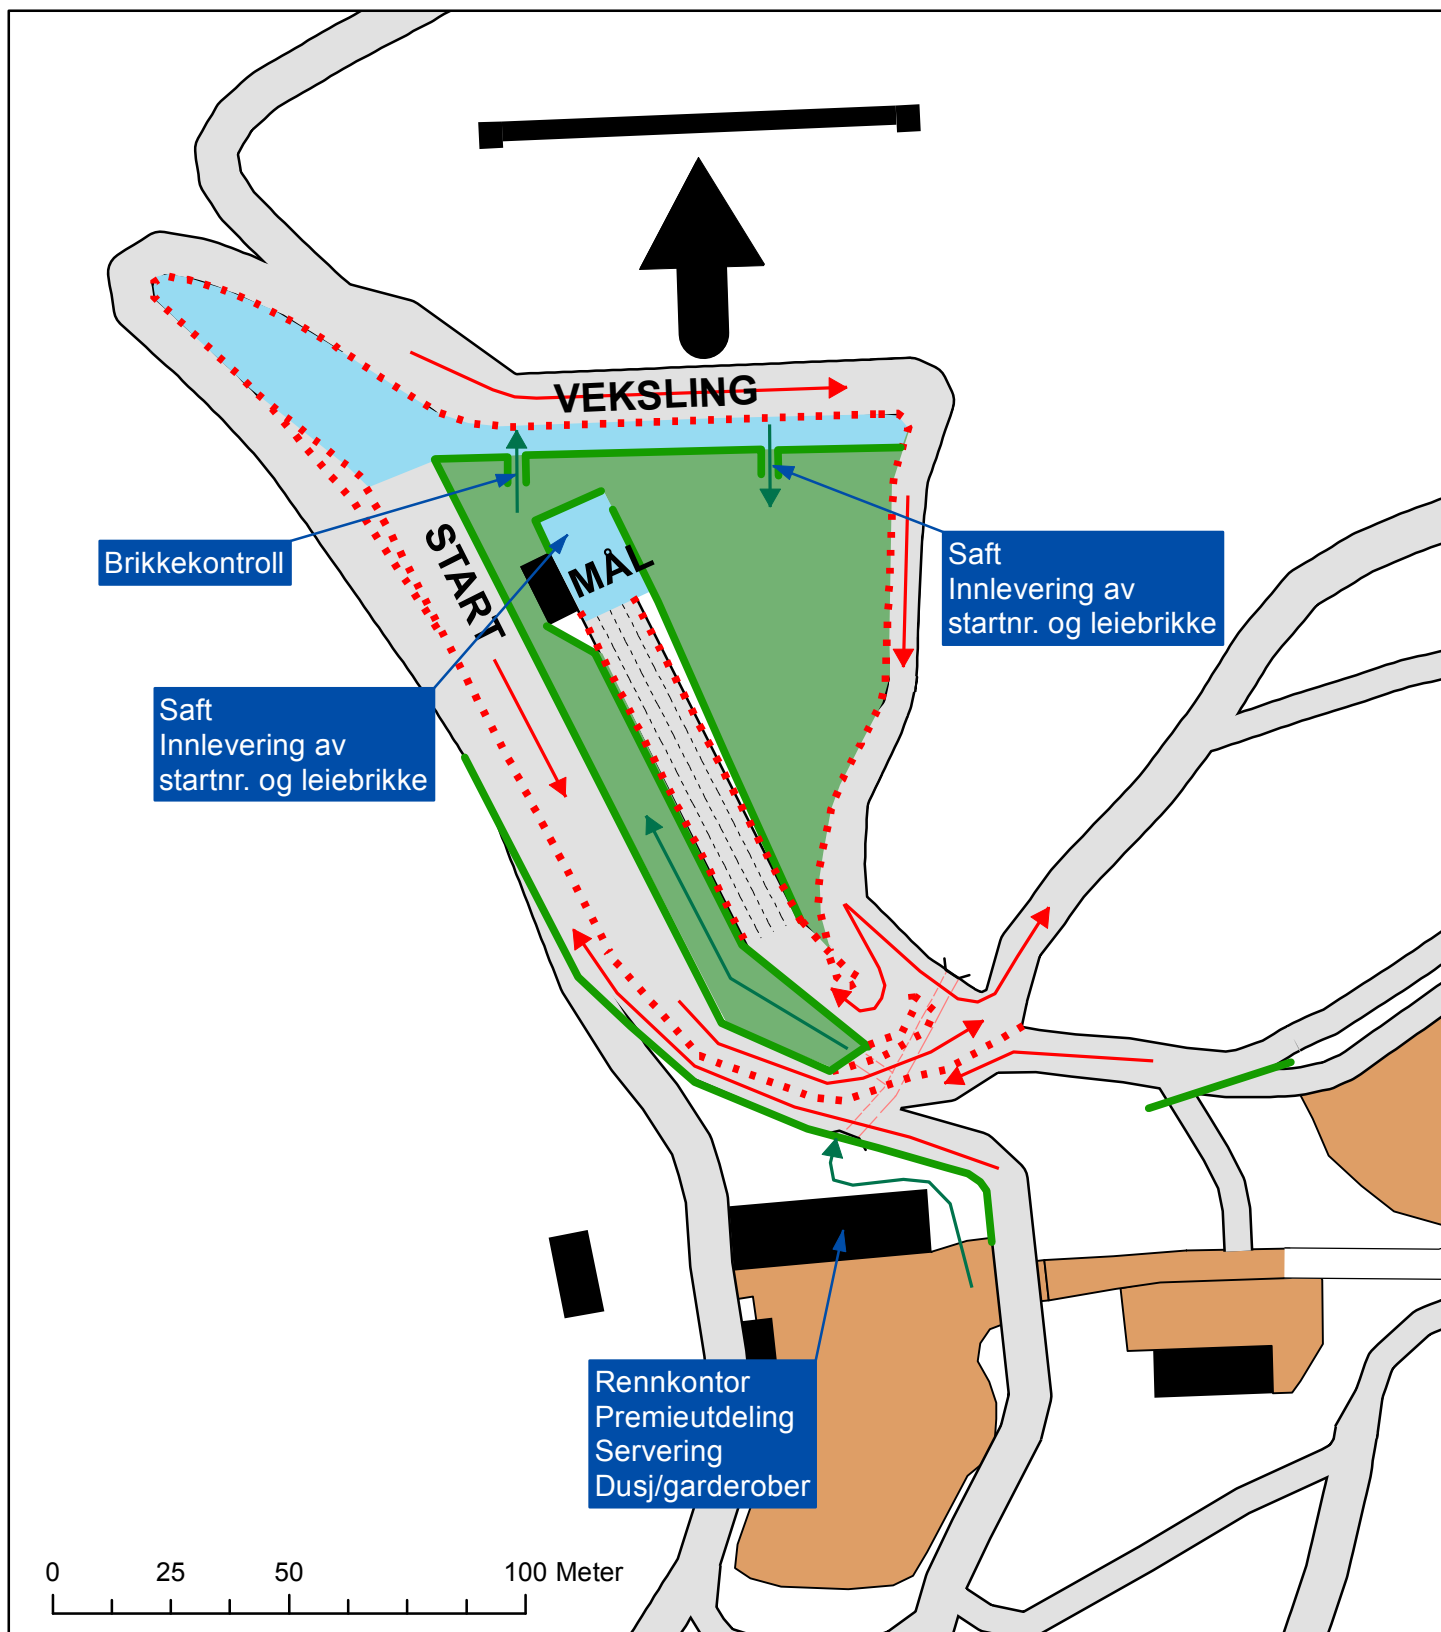 VEKSLING
START
Brikkekontroll
MÅL
Saft
Innlevering av
startnr. og leiebrikke
Saft
Innlevering av
startnr. og leiebrikke
Rennkontor
Premieutdeling
Servering
Dusj/garderober
0 25 50 100 Meter